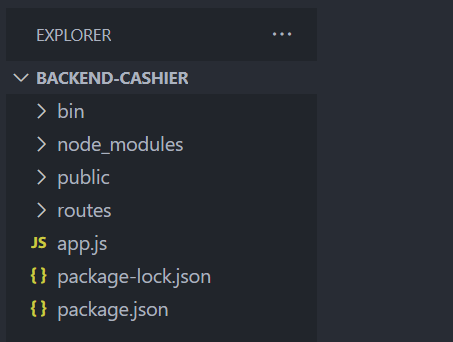 EXPLORER ...
BACKEND-CASHIER
bin
node_modules
public
routes
JS app.js
{} package-lock.json
{} package.json